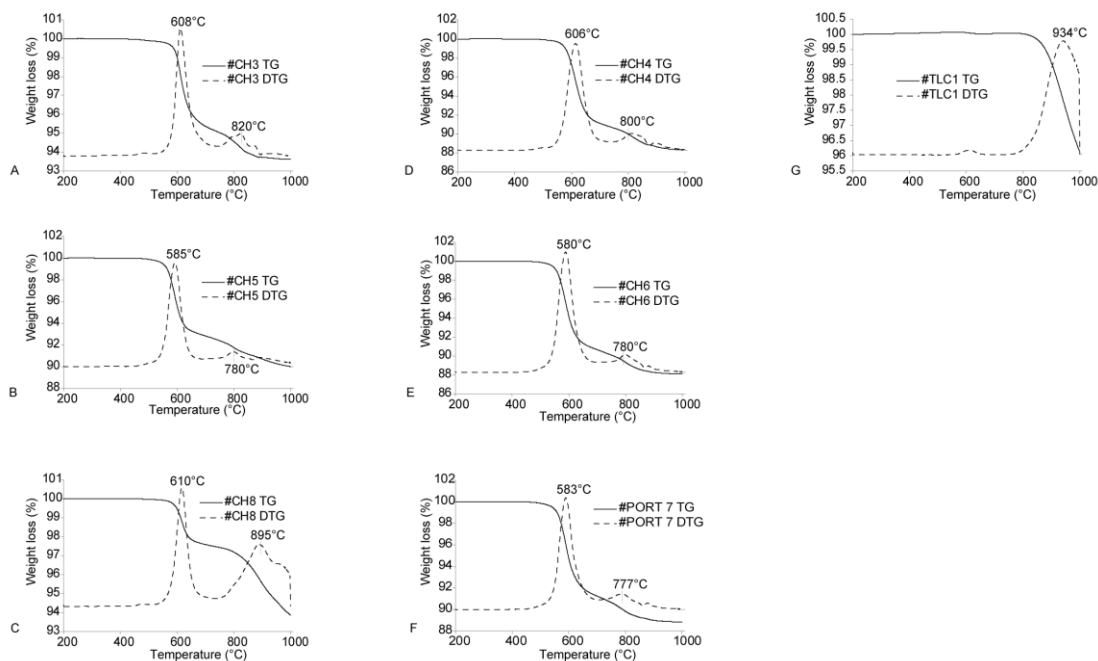 101
100
99
98
97
96
95
94
93
Weight loss (%)
608°C
#CH3 TG
#CH3 DTG
820°C
200 400 600 800 1000
Temperature (°C)
A
102
100
98
96
94
92
90
88
86
Weight loss (%)
606°C
#CH4 TG
#CH4 DTG
800°C
200 400 600 800 1000
Temperature (°C)
D
100.5
100
99.5
99
98.5
98
97.5
97
96.5
96
95.5
Weight loss (%)
934°C
#TLC1 TG
#TLC1 DTG
200 400 600 800 1000
Temperature (°C)
G
102
100
98
96
94
92
90
88
Weight loss (%)
585°C
#CH5 TG
#CH5 DTG
780°C
200 400 600 800 1000
Temperature (°C)
B
102
100
98
96
94
92
90
88
86
Weight loss (%)
580°C
#CH6 TG
#CH6 DTG
780°C
200 400 600 800 1000
Temperature (°C)
E
101
100
99
98
97
96
95
94
93
Weight loss (%)
610°C
#CH8 TG
#CH8 DTG
895°C
200 400 600 800 1000
Temperature (°C)
C
102
100
98
96
94
92
90
88
Weight loss (%)
583°C
#PORT 7 TG
#PORT 7 DTG
777°C
200 400 600 800 1000
Temperature (°C)
F